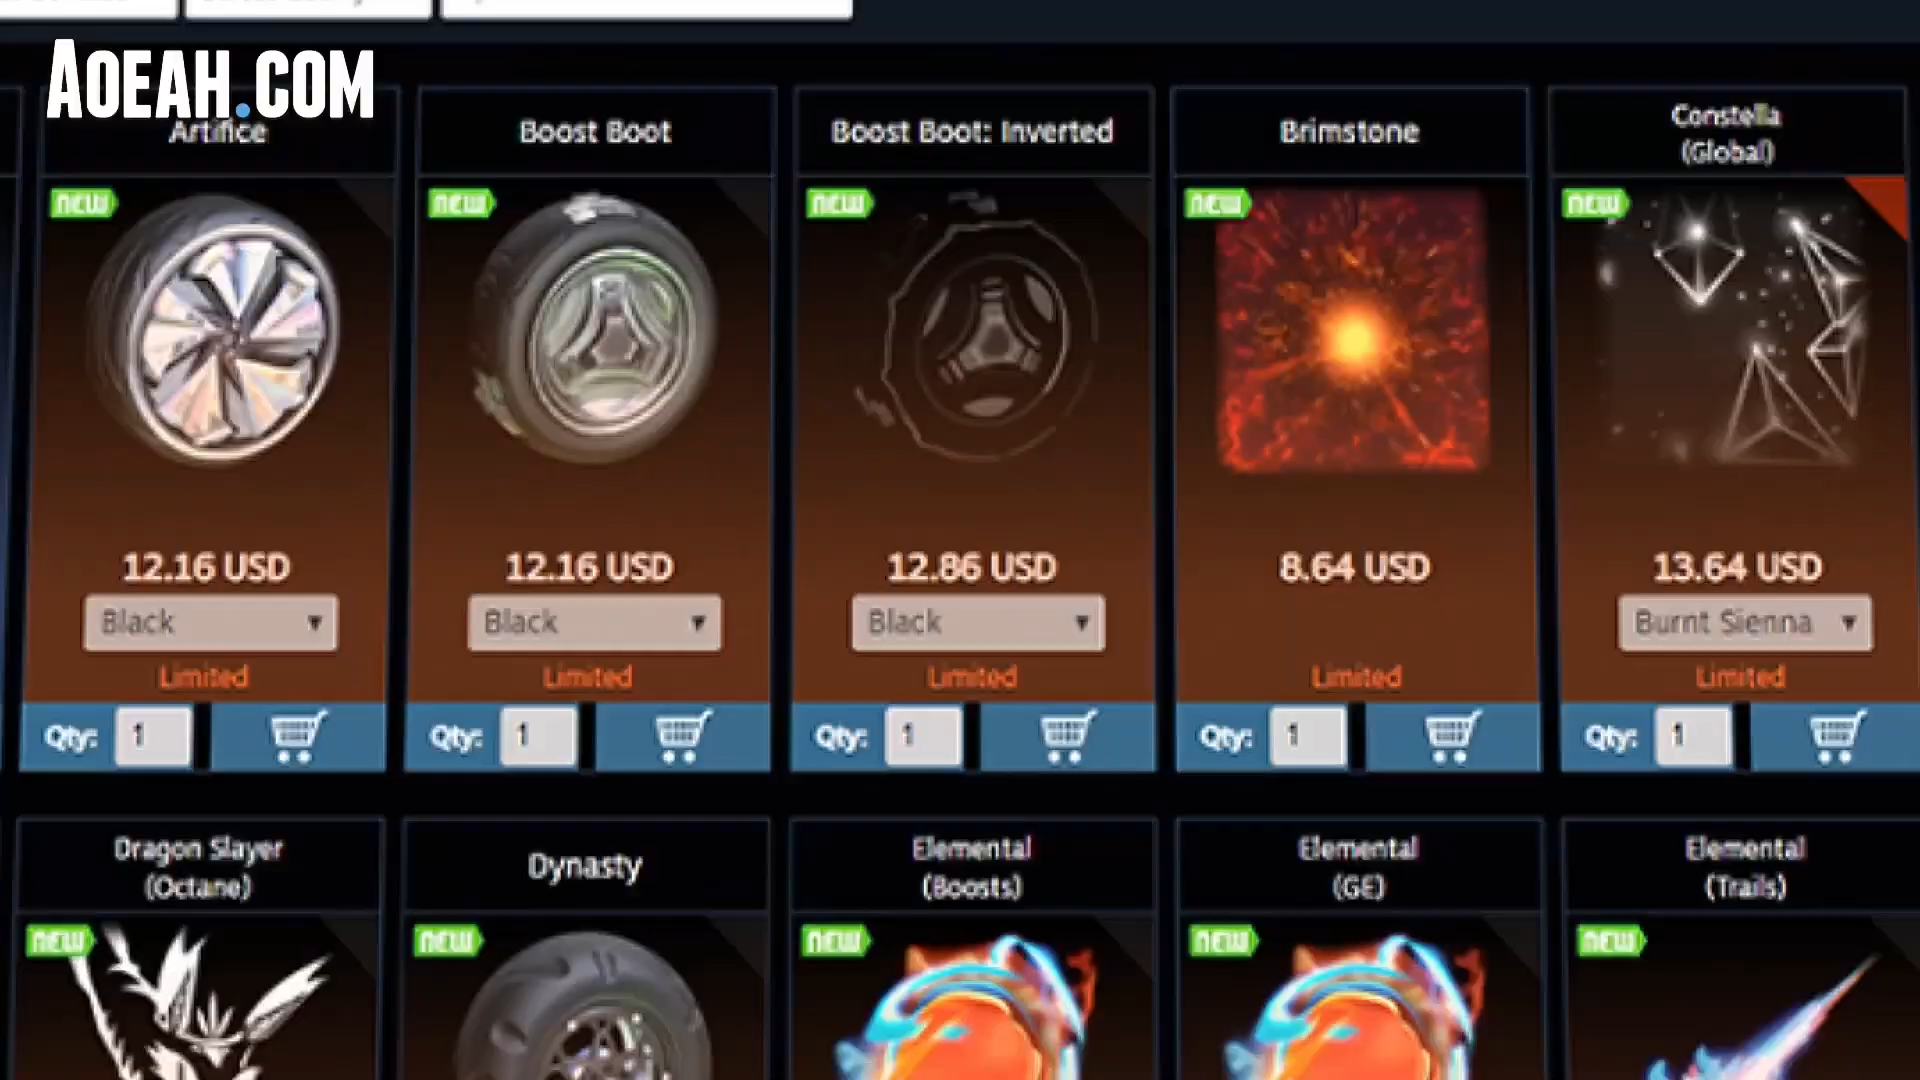 AOEAH.COM
Artifice
Boost Boot
Boost Boot: Inverted
Brimstone
Constella
(Global)
NEW
NEW
NEW
NEW
NEW
12.16 USD
12.16 USD
12.86 USD
8.64 USD
13.64 USD
Black
Black
Black
Burnt Sienna
Limited
Limited
Limited
Limited
Limited
Qty: 1
Qty: 1
Qty: 1
Qty: 1
Qty: 1
Dragon Slayer
(Octane)
Dynasty
Elemental
(Boosts)
Elemental
(GE)
Elemental
(Trails)
NEW
NEW
NEW
NEW
NEW